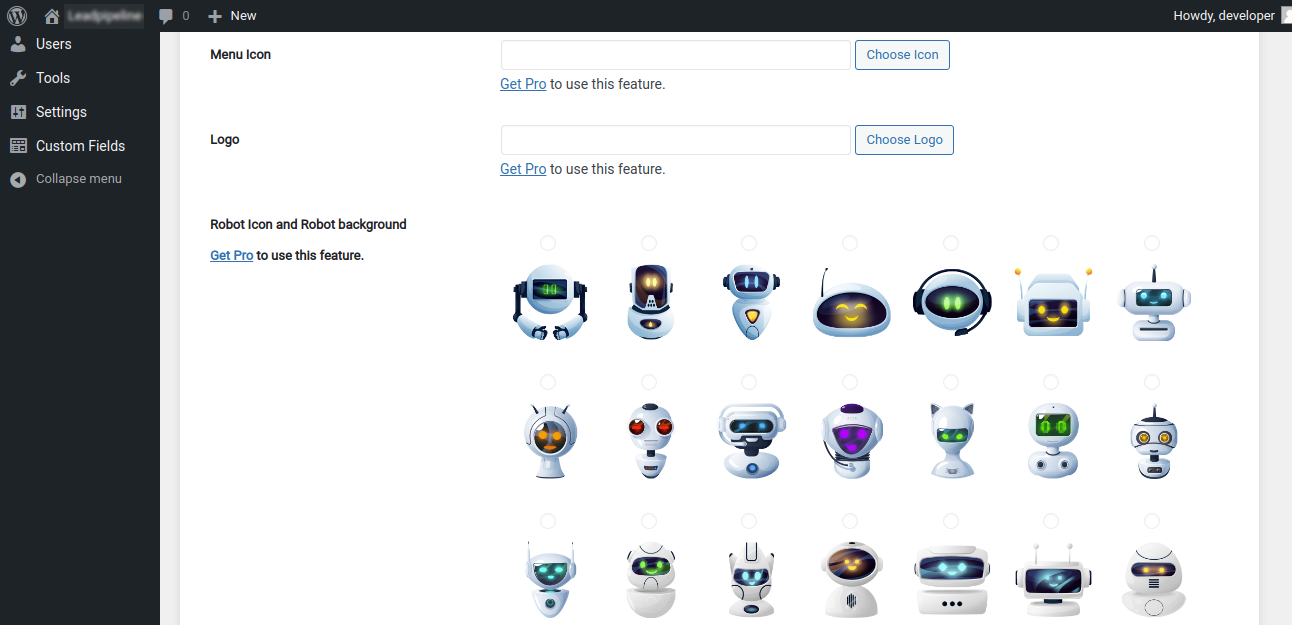 0 New Howdy, developer
Users
Tools
Settings
Custom Fields
Collapse menu
Menu Icon
Choose Icon
Get Pro to use this feature.
Logo
Choose Logo
Get Pro to use this feature.
Robot Icon and Robot background
Get Pro to use this feature.